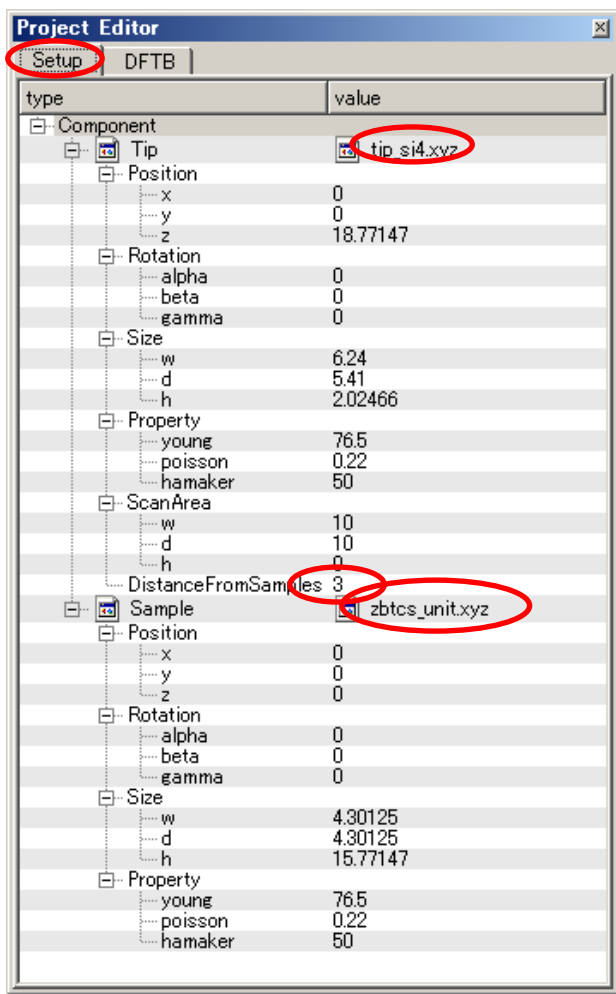 Project Editor
Setup DFTB
type value
Component
Tip tip_si4.xyz
Position
x 0
y 0
z 18.77147
Rotation
alpha 0
beta 0
gamma 0
Size
w 6.24
d 5.41
h 2.02466
Property
young 76.5
poisson 0.22
hamaker 50
ScanArea
w 10
d 10
h 0
DistanceFromSamples 3
Sample zbtcs_unit.xyz
Position
x 0
y 0
z 0
Rotation
alpha 0
beta 0
gamma 0
Size
w 4.30125
d 4.30125
h 15.77147
Property
young 76.5
poisson 0.22
hamaker 50